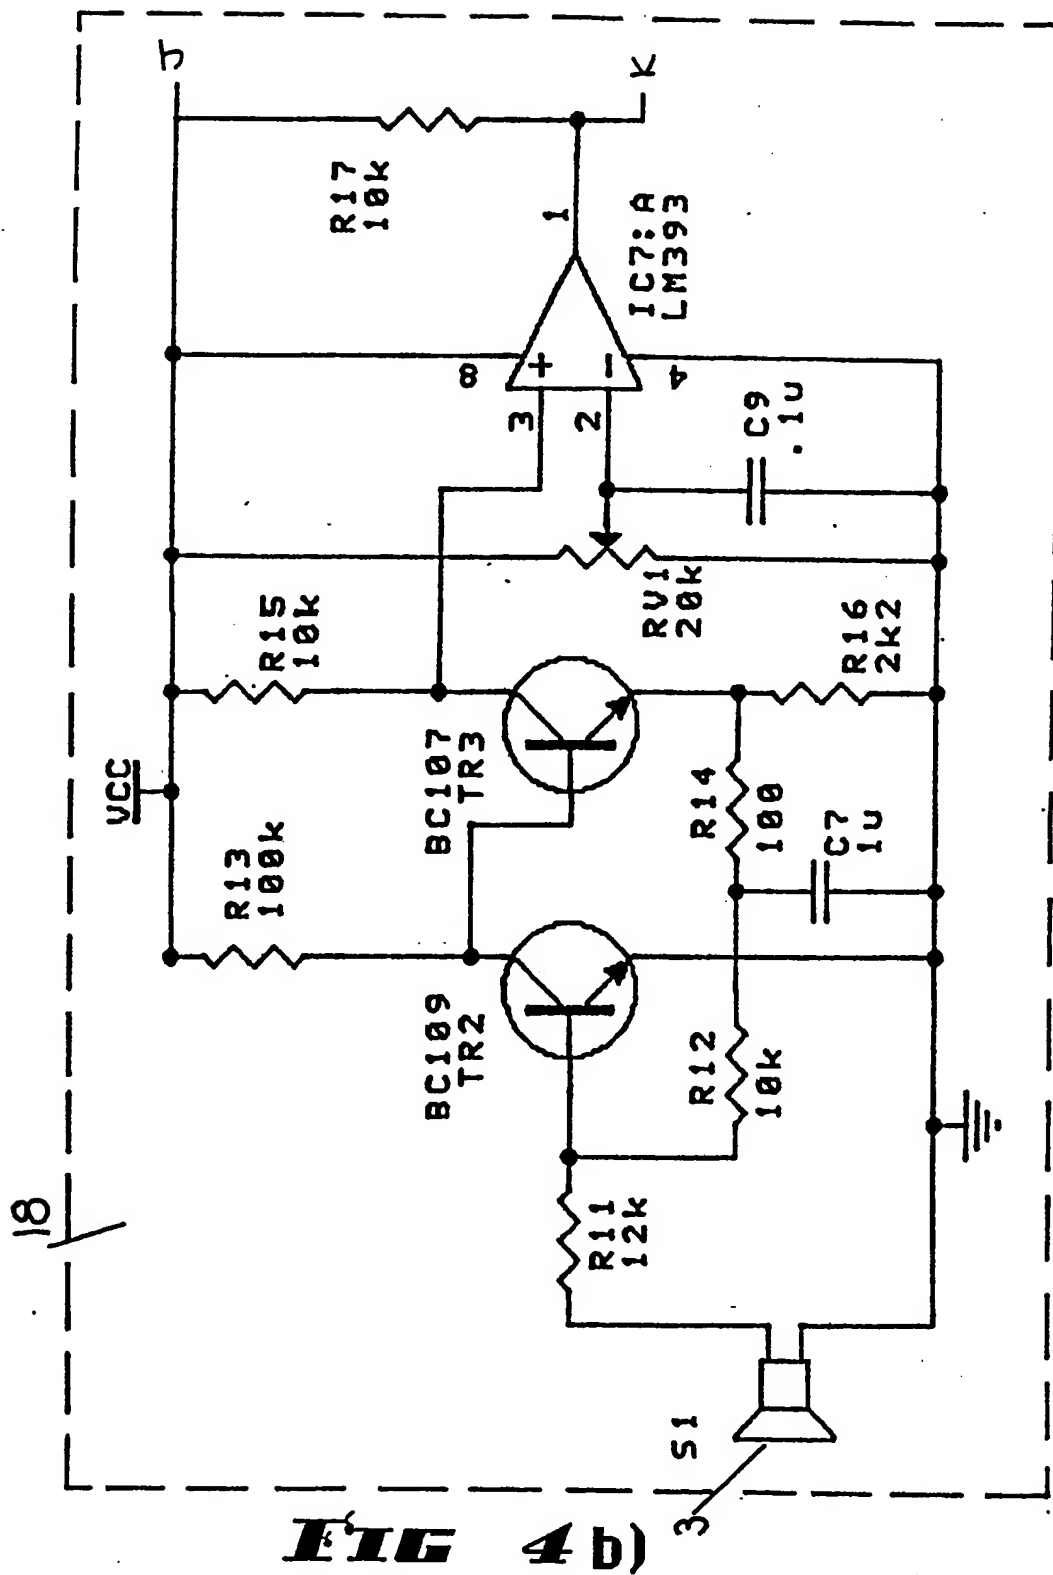 18
VCC
J
R13
100k
R15
10k
R17
10k
K
BC109
TR2
BC107
TR3
3
2
8
1
4
+
−
IC7:A
LM393
R11
12k
R12
10k
R14
100
C7
1u
R16
2k2
RV1
20k
C9
.1u
S1
3
FIG 4b)